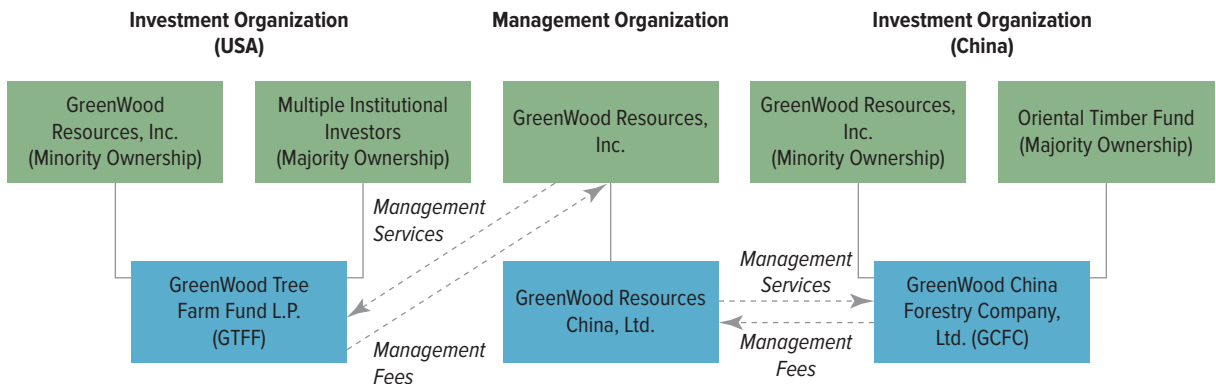 Investment Organization
(USA)
Management Organization
Investment Organization
(China)
GreenWood
Resources, Inc.
(Minority Ownership)
Multiple Institutional
Investors
(Majority Ownership)
GreenWood Resources,
Inc.
GreenWood Resources,
Inc.
(Minority Ownership)
Oriental Timber Fund
(Majority Ownership)
Management
Services
GreenWood Tree
Farm Fund L.P.
(GTFF)
Management
Fees
GreenWood Resources
China, Ltd.
Management
Services
Management
Fees
GreenWood China
Forestry Company,
Ltd. (GCFC)